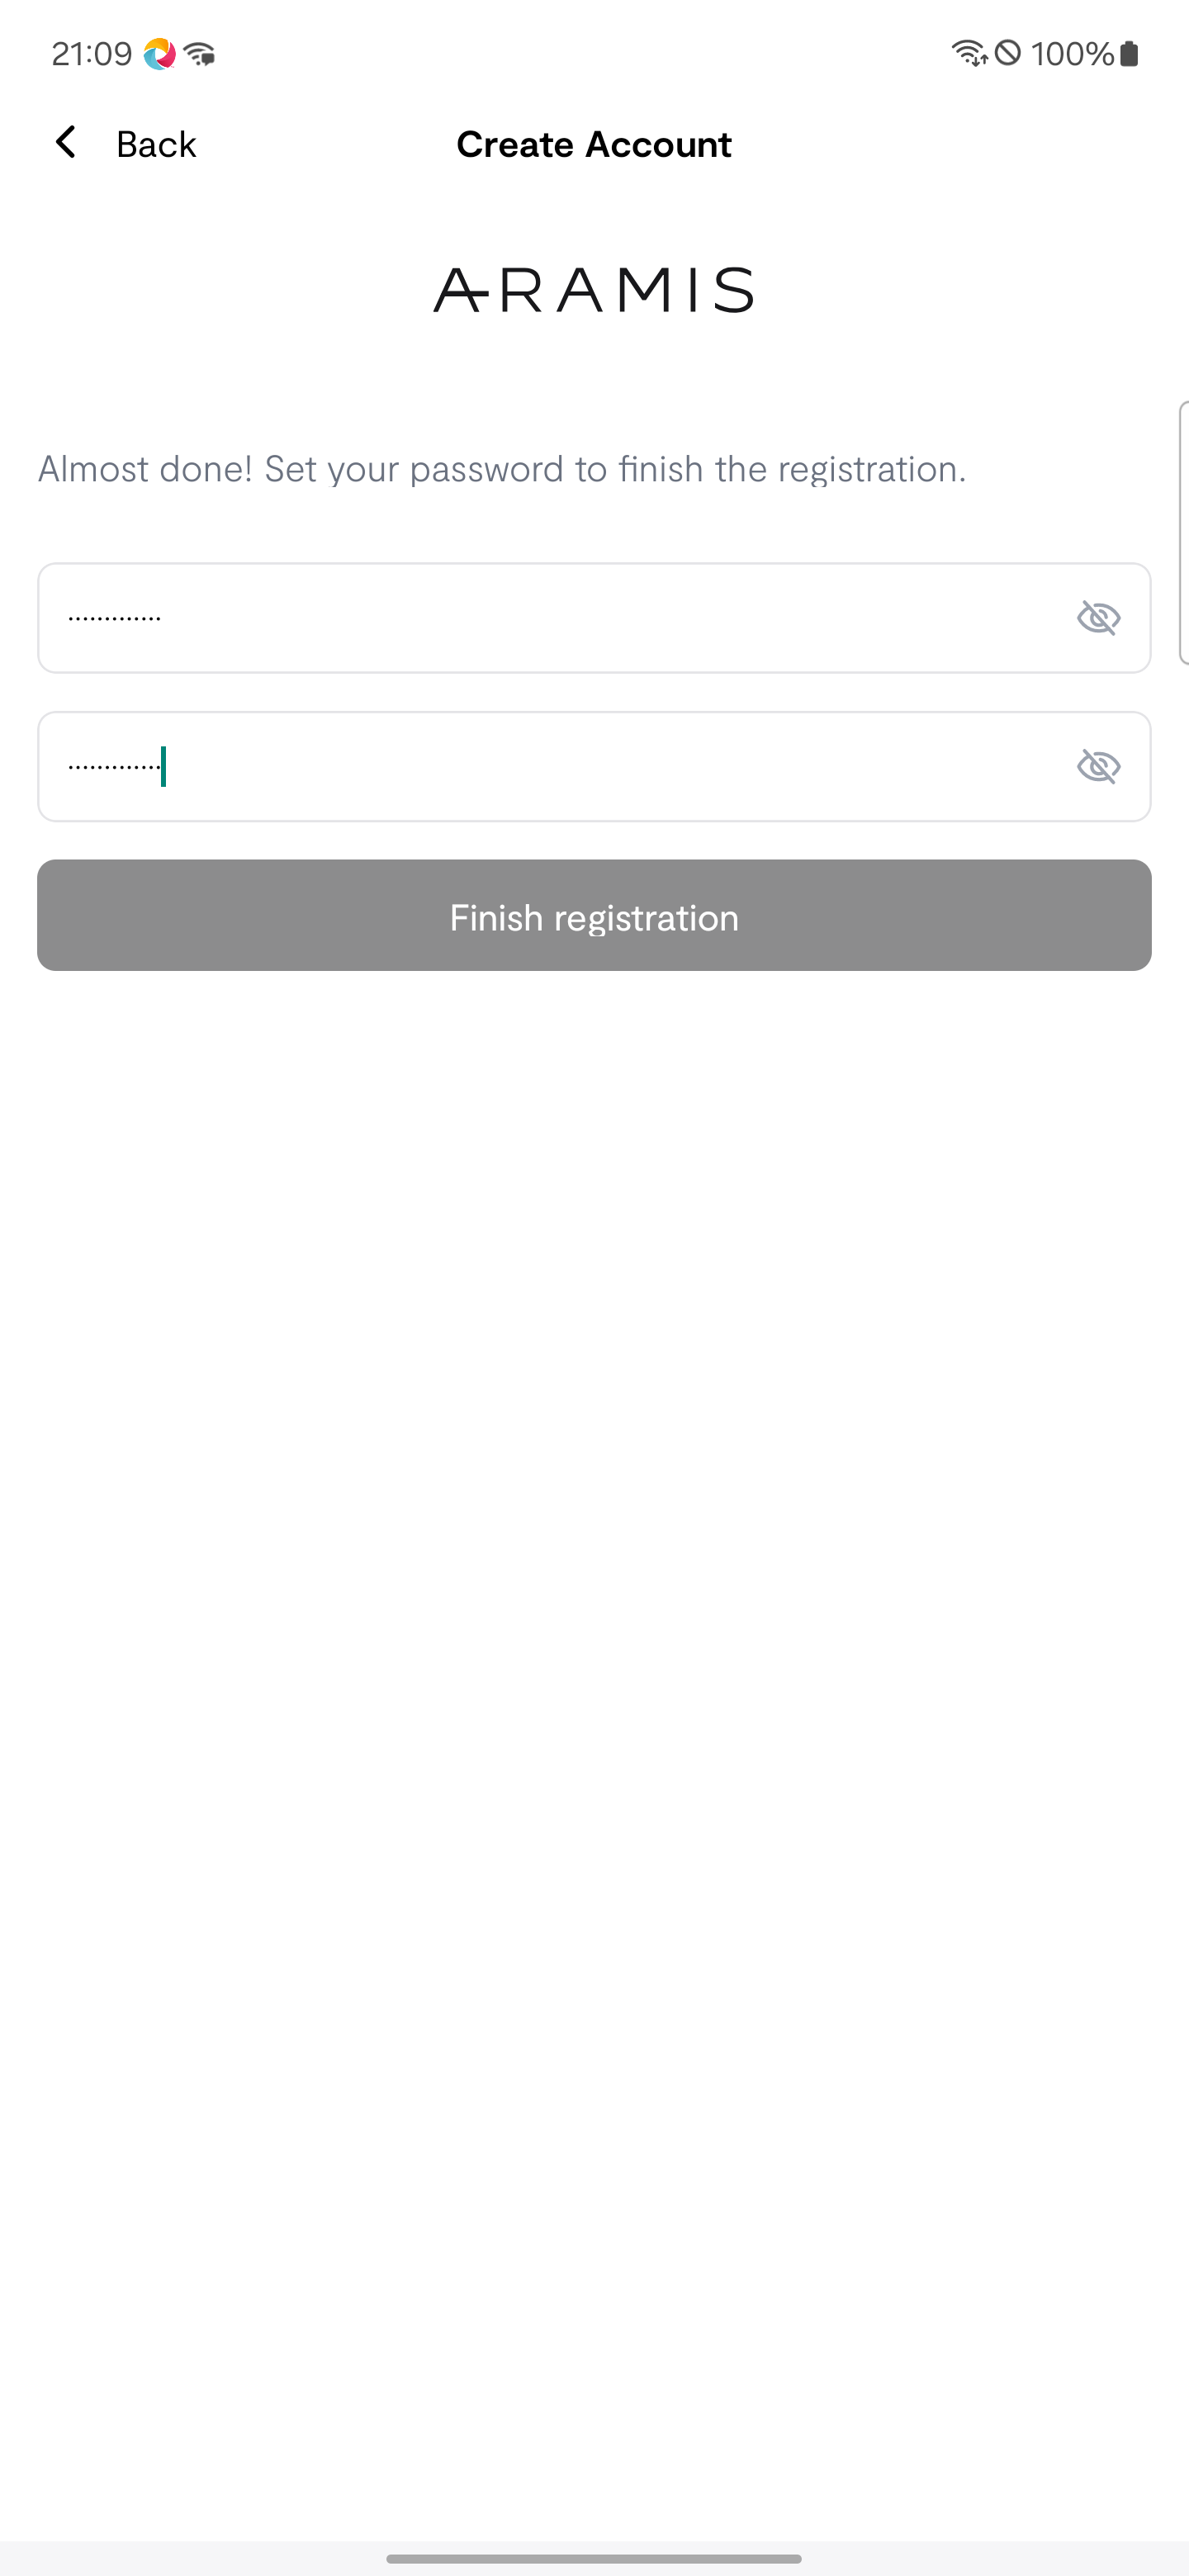 21:09
100%
Back
Create Account
ARAMIS
Almost done! Set your password to finish the registration.
•••••••••••••
•••••••••••••
Finish registration